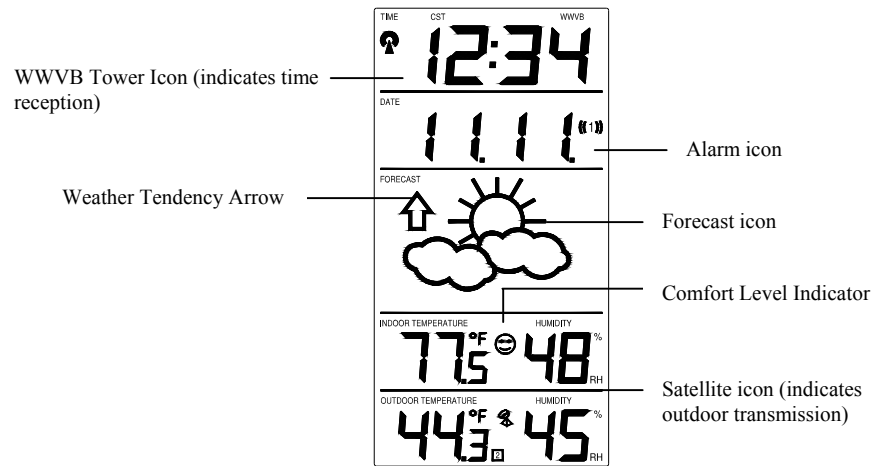 TIME CST WWVB
12:34
WWVB Tower Icon (indicates time
reception)
DATE
11.11. ((1))
Alarm icon
FORECAST
Weather Tendency Arrow
Forecast icon
Comfort Level Indicator
INDOOR TEMPERATURE HUMIDITY
77.5 °F 48 % RH
Satellite icon (indicates
outdoor transmission)
OUTDOOR TEMPERATURE HUMIDITY
44.3 °F 2 45 % RH